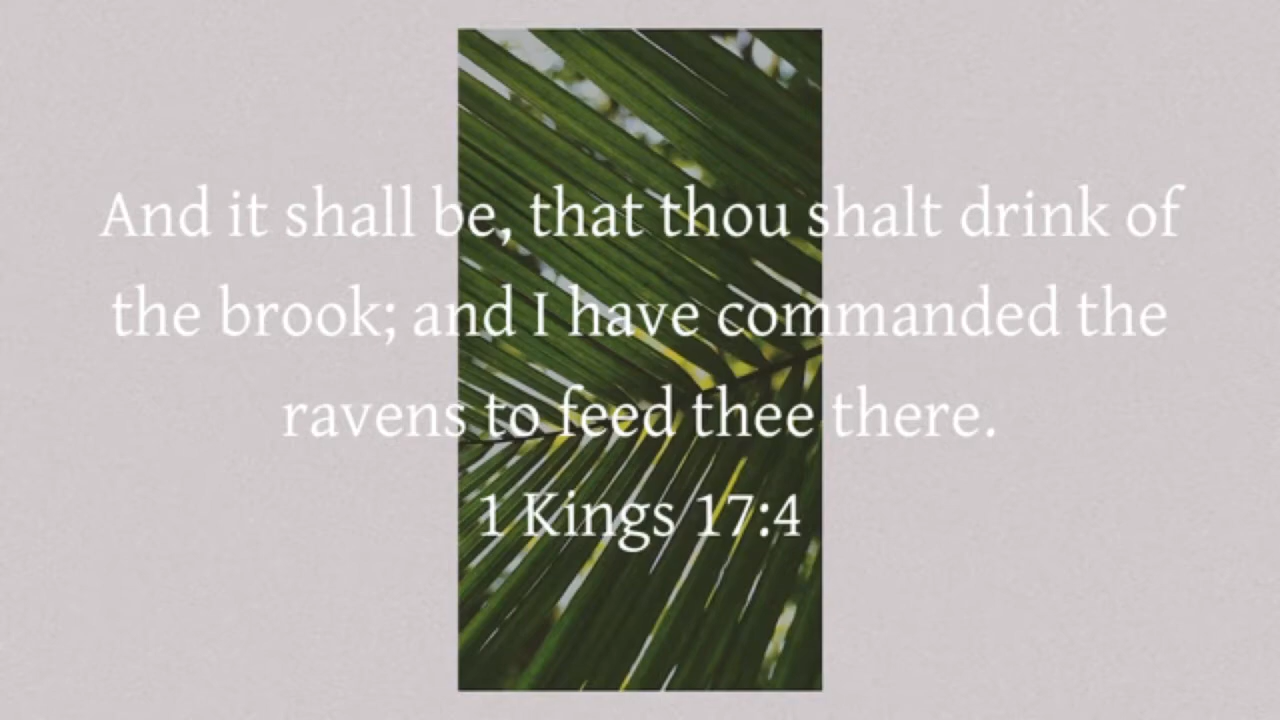 And it shall be, that thou shalt drink of
the brook; and I have commanded the
ravens to feed thee there.
1 Kings 17:4